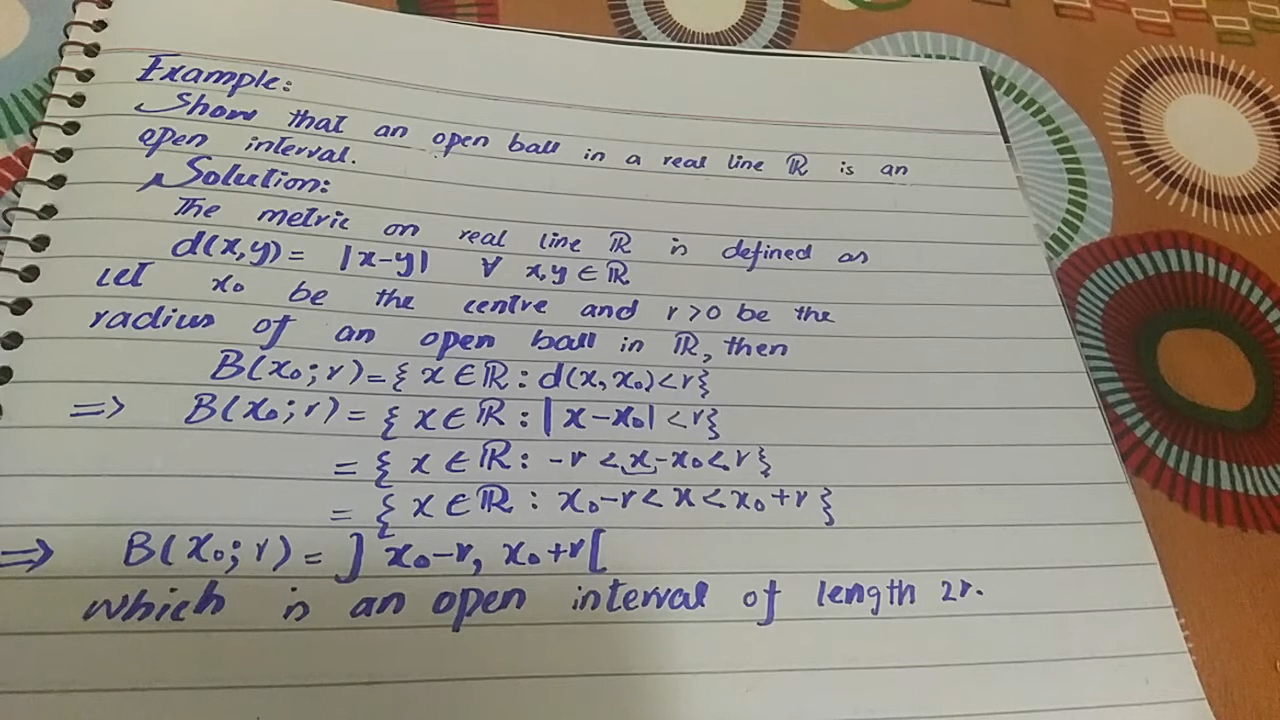 Example:
Show that an open ball in a real line ℝ is an
open interval.
Solution:
The metric on real line ℝ is defined as
d(x,y) = |x-y| ∀ x,y ∈ ℝ
Let x₀ be the centre and r>0 be the
radius of an open ball in ℝ, then
B(x₀;r) = { x ∈ ℝ : d(x, x₀) < r}
=> B(x₀;r) = { x ∈ ℝ : |x-x₀| < r}
= { x ∈ ℝ : -r < x-x₀ < r}
= { x ∈ ℝ : x₀-r < x < x₀+r }
=> B(x₀;r) = ] x₀-r, x₀+r [
which is an open interval of length 2r.